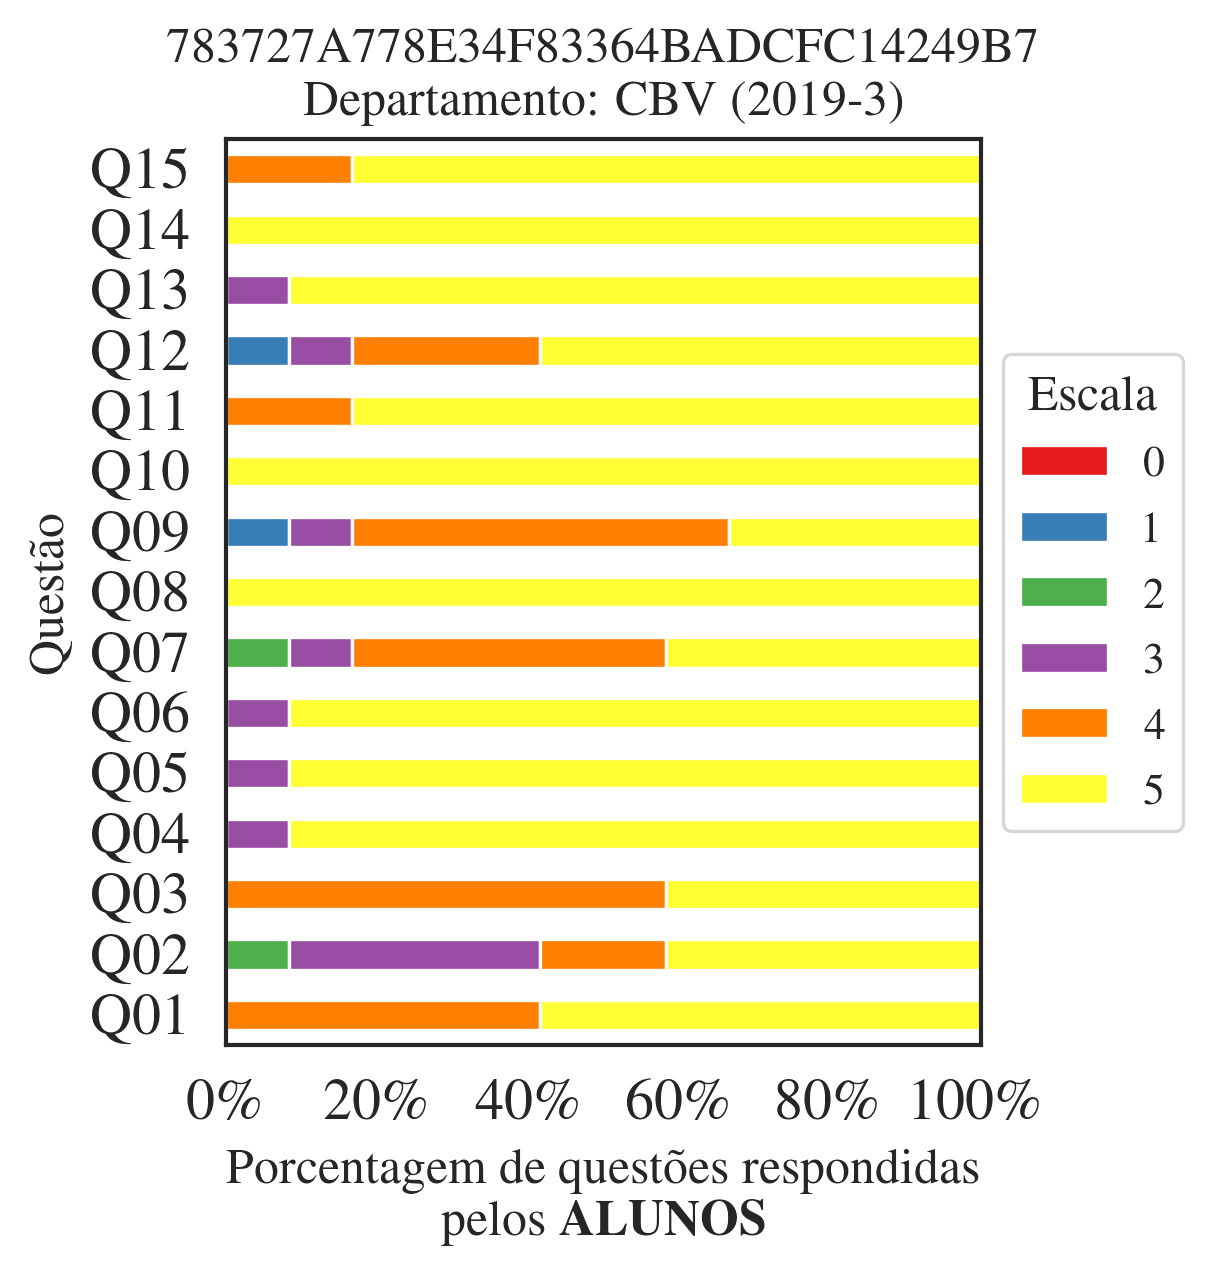 783727A778E34F83364BADCFC14249B7
Departamento: CBV (2019-3)
Questão
Q15
Q14
Q13
Q12
Q11
Q10
Q09
Q08
Q07
Q06
Q05
Q04
Q03
Q02
Q01
0% 20% 40% 60% 80% 100%
Porcentagem de questões respondidas
pelos ALUNOS
Escala
0
1
2
3
4
5